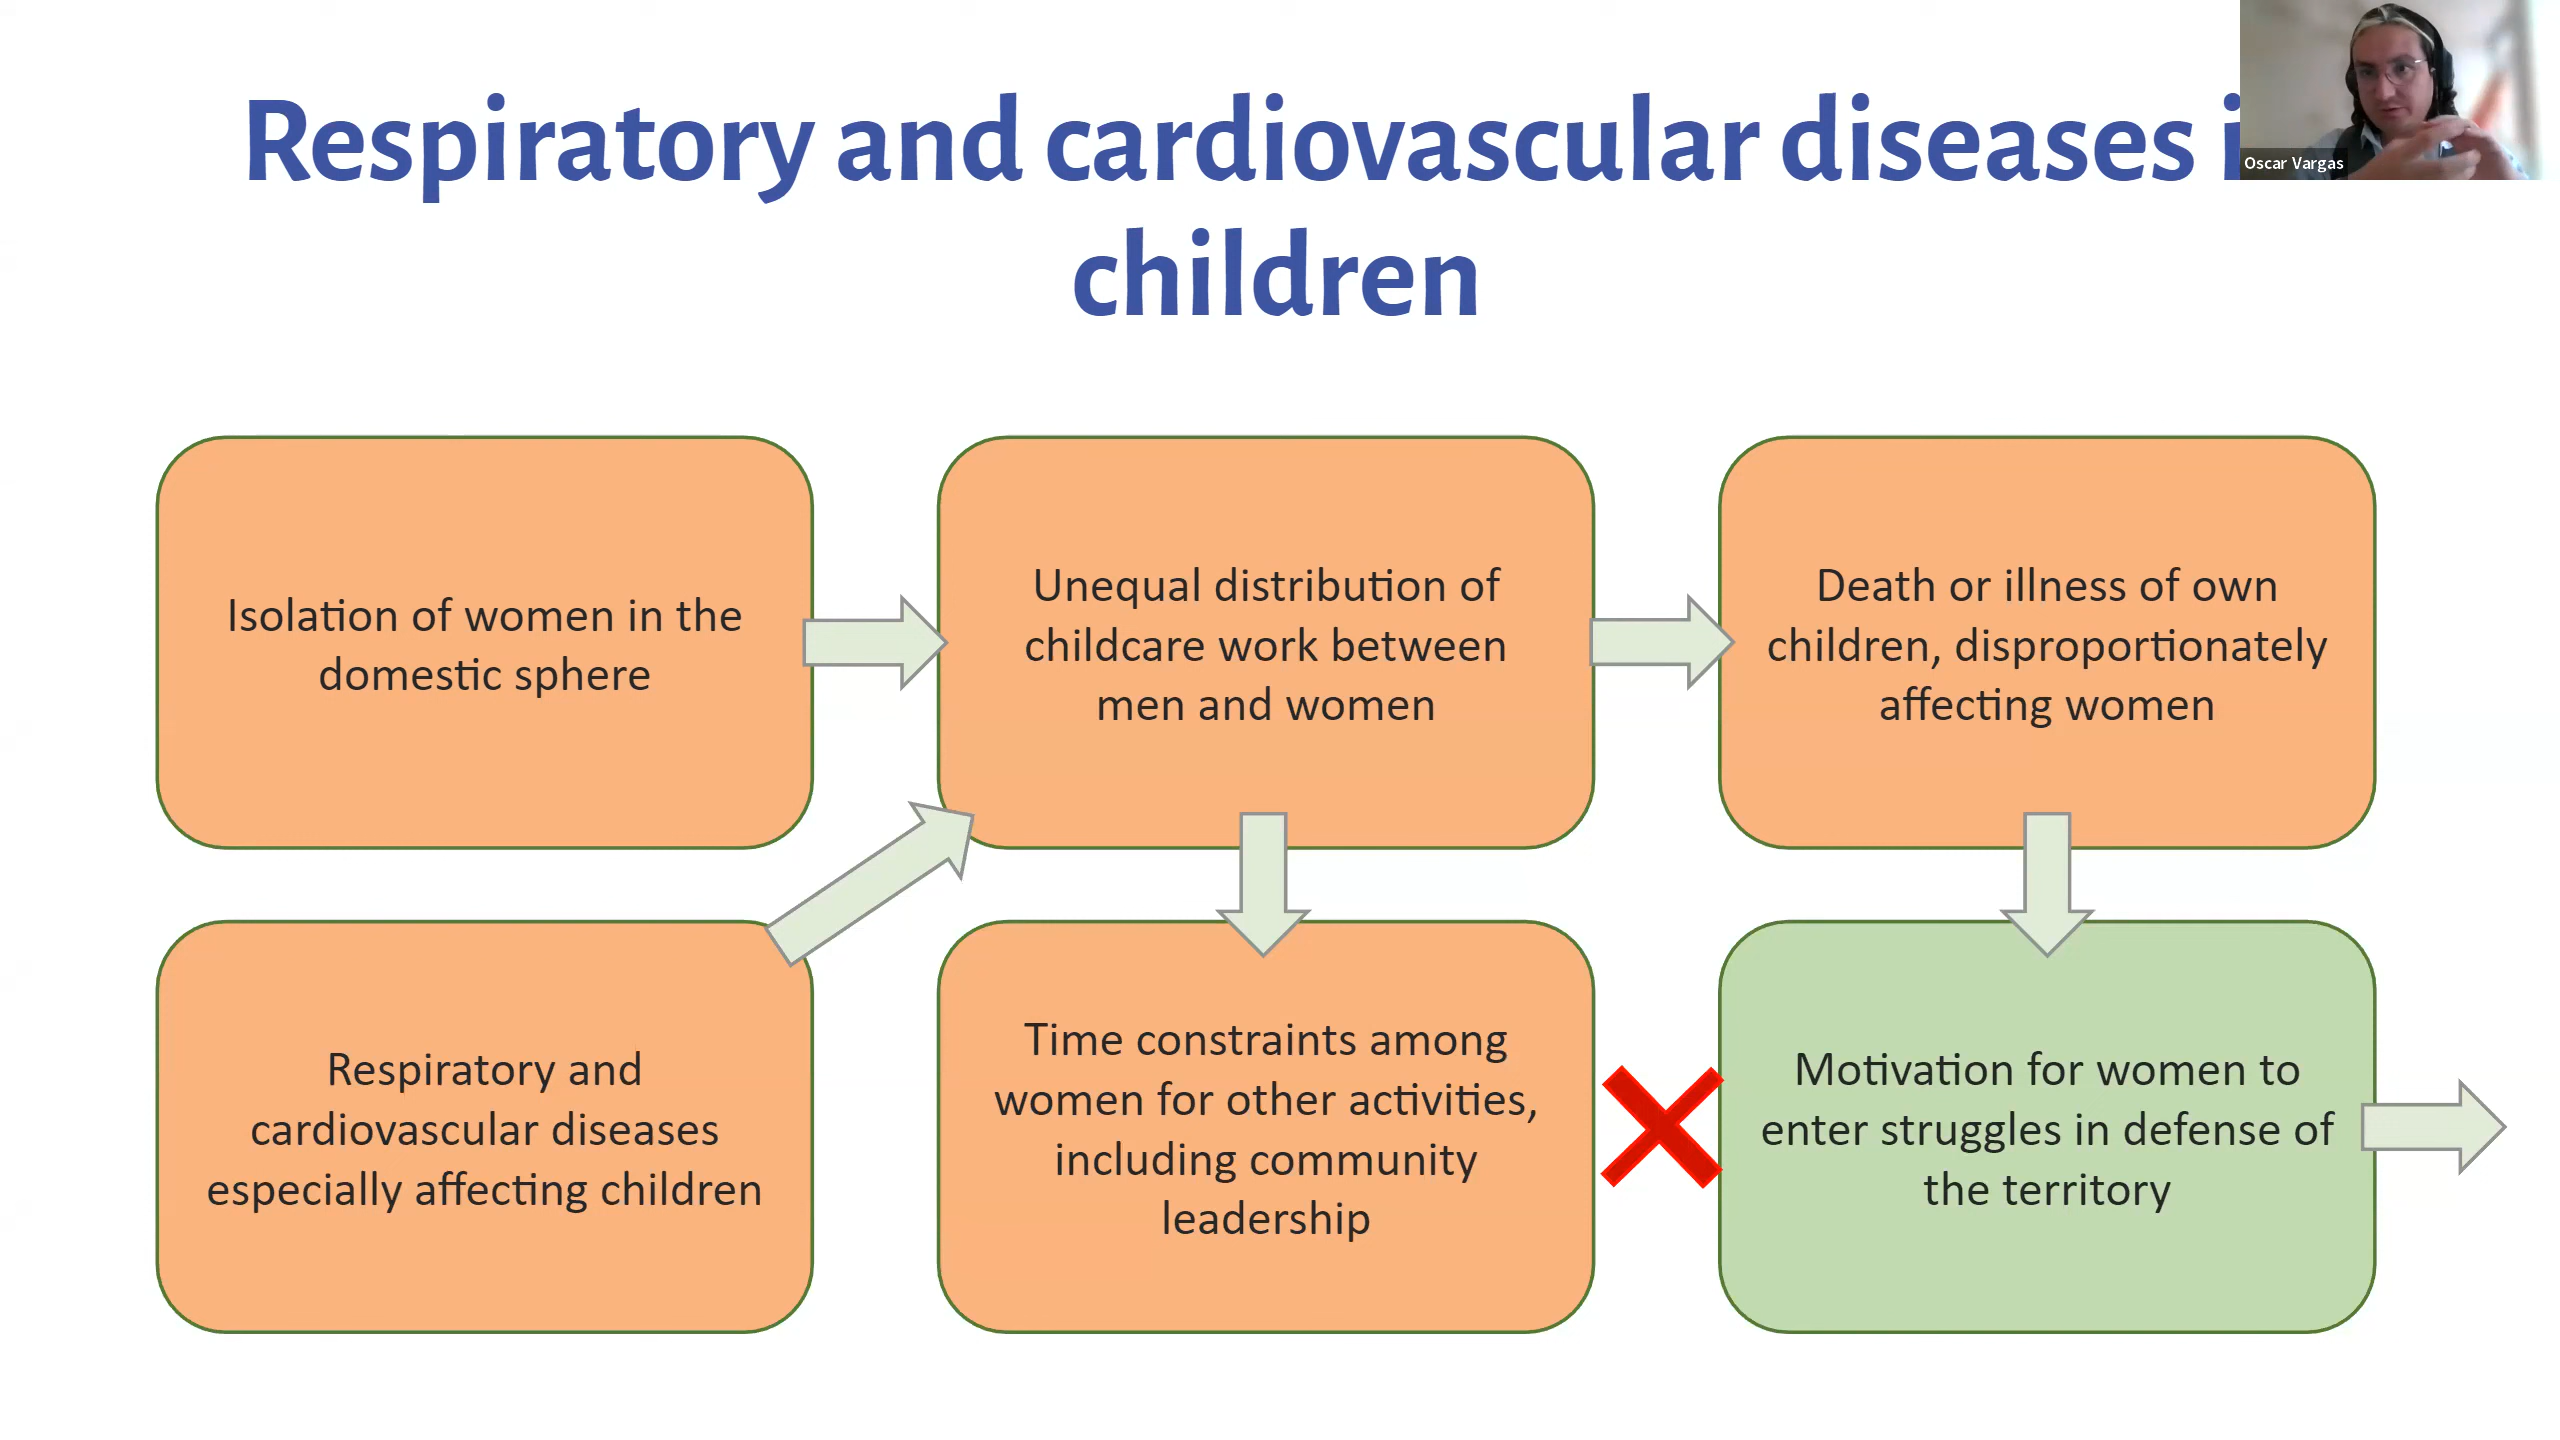 Respiratory and cardiovascular diseases
children
Oscar Vargas
Isolation of women in the
domestic sphere
Unequal distribution of
childcare work between
men and women
Death or illness of own
children, disproportionately
affecting women
Respiratory and
cardiovascular diseases
especially affecting children
Time constraints among
women for other activities,
including community
leadership
Motivation for women to
enter struggles in defense of
the territory